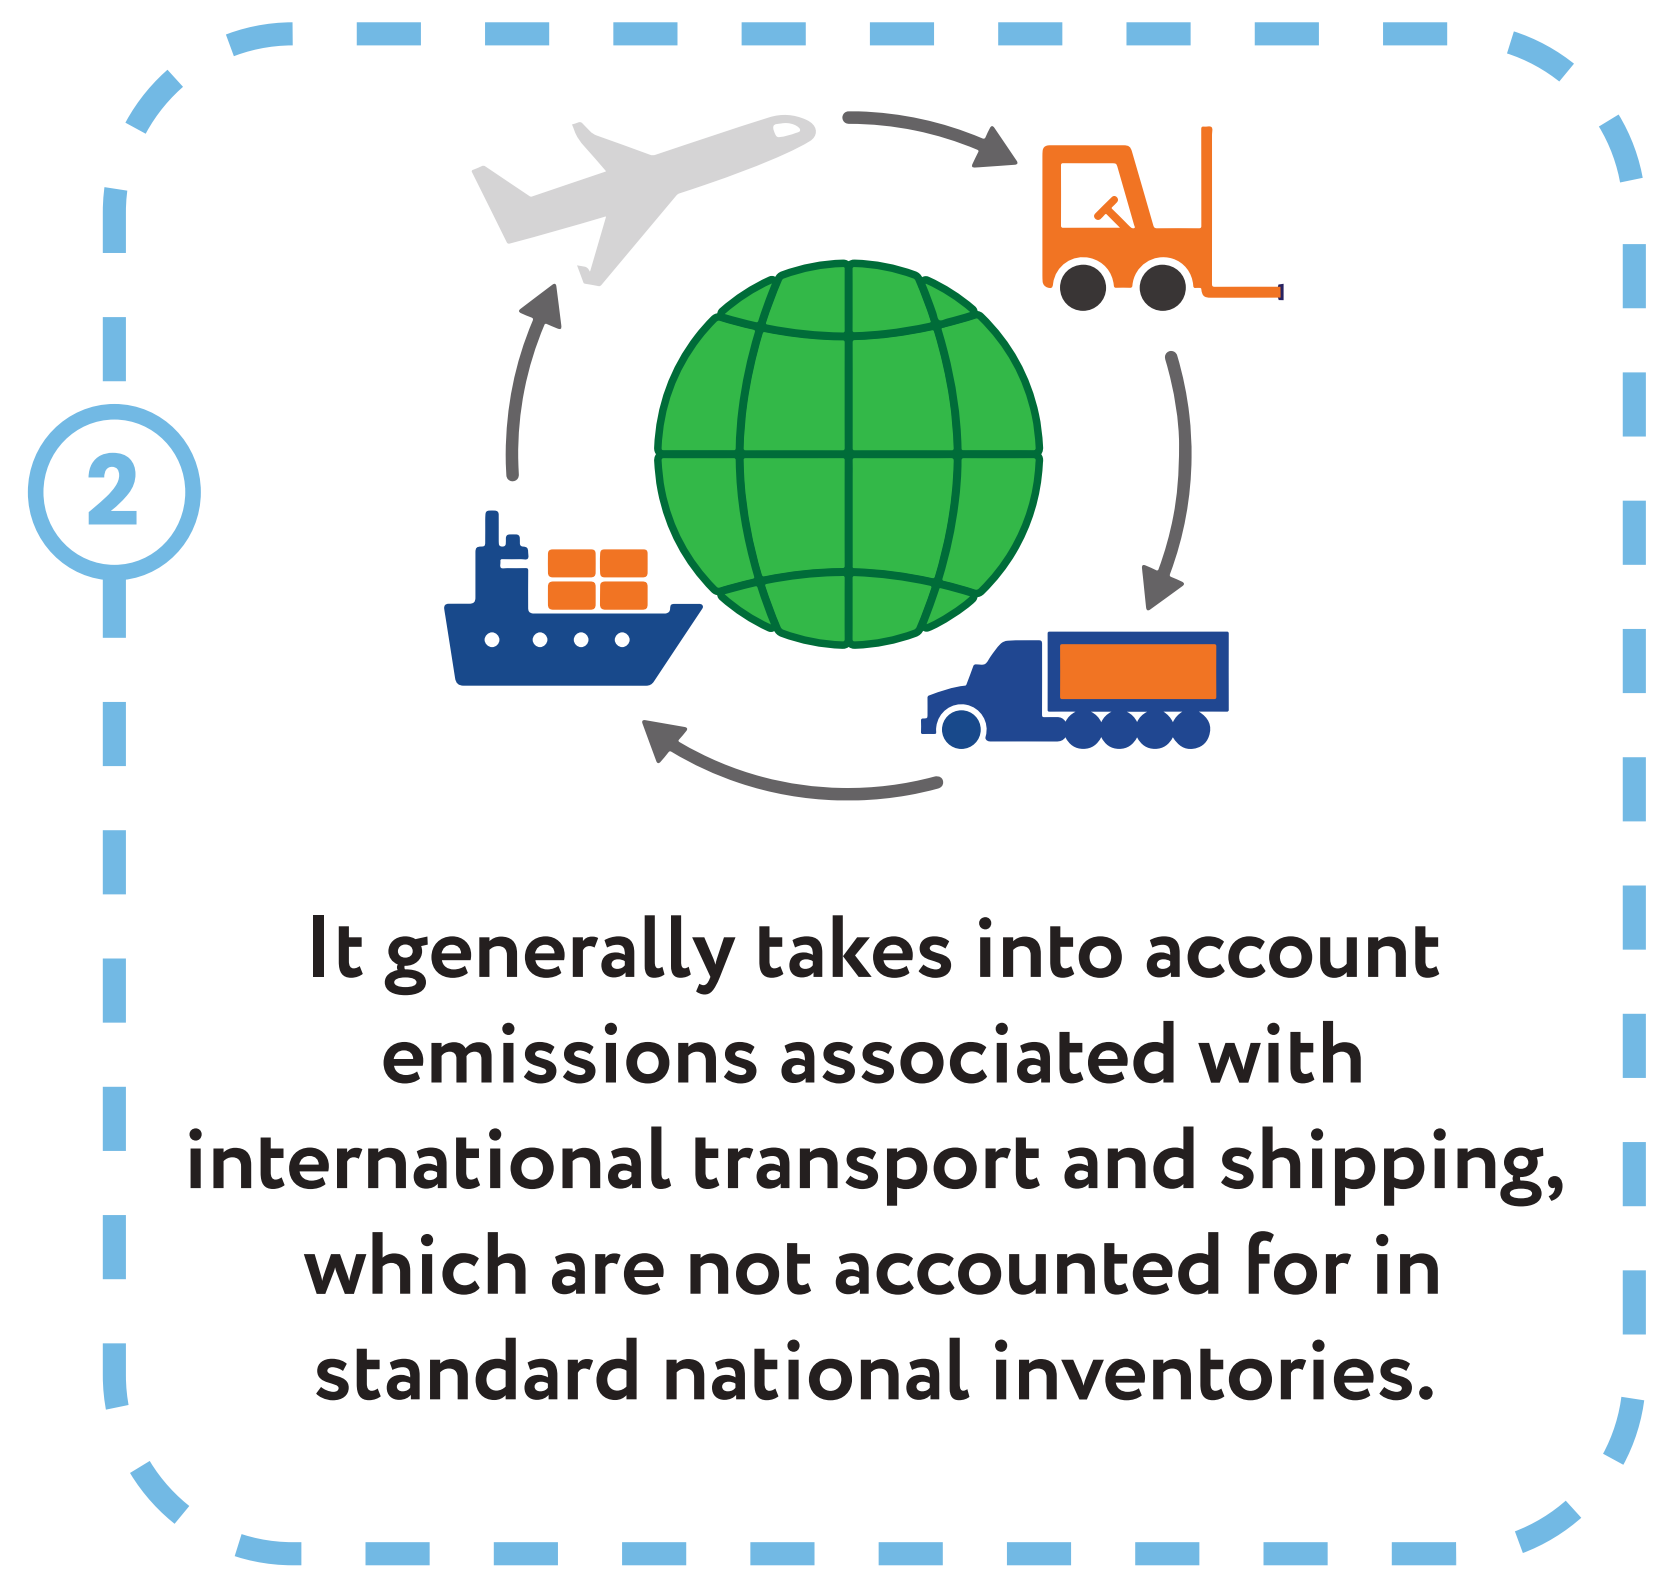 2
It generally takes into account
emissions associated with
international transport and shipping,
which are not accounted for in
standard national inventories.